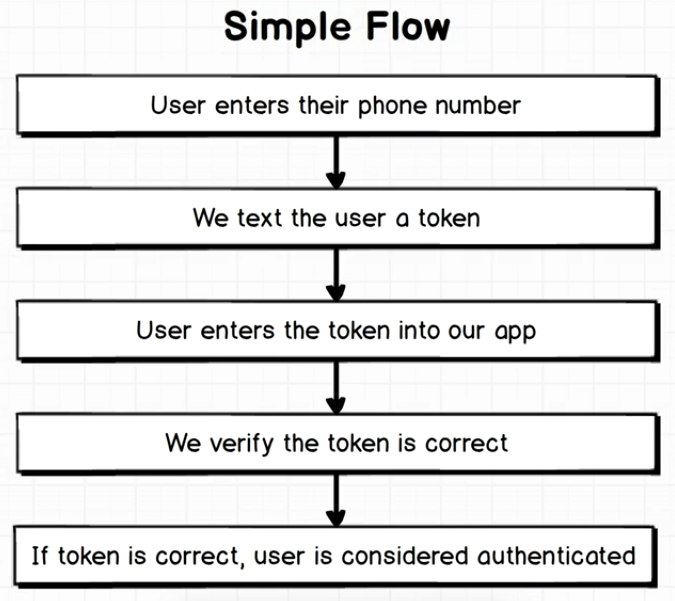 Simple Flow
User enters their phone number
We text the user a token
User enters the token into our app
We verify the token is correct
If token is correct, user is considered authenticated